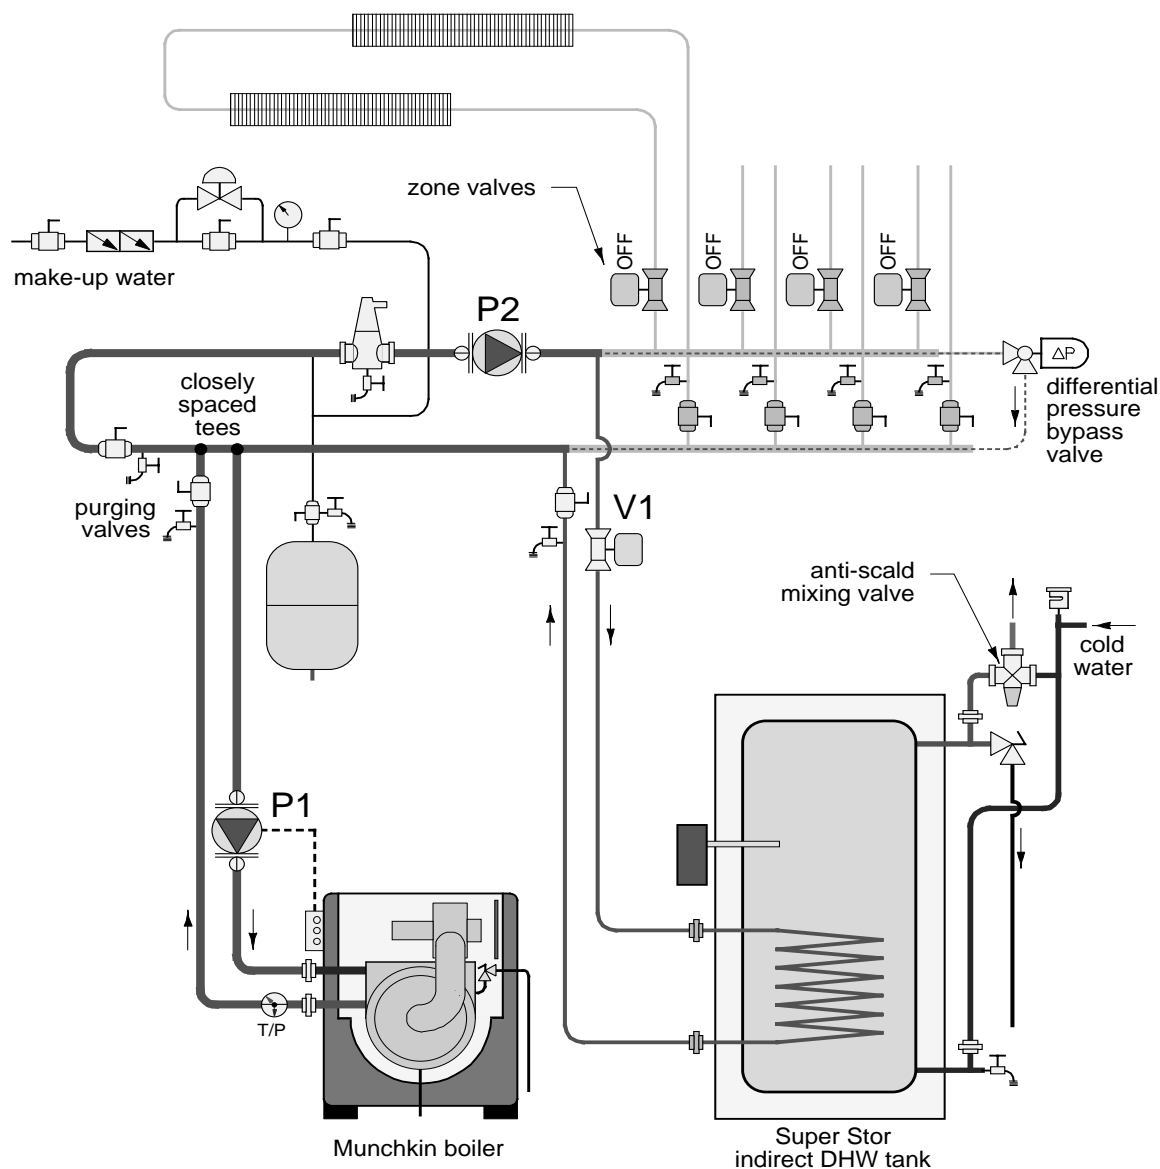 zone valves
OFF
OFF
OFF
OFF
make-up water
P2
ΔP
closely
spaced
tees
differential
pressure
bypass
valve
purging
valves
V1
anti-scald
mixing valve
cold
water
P1
T/P
Munchkin boiler
Super Stor
indirect DHW tank